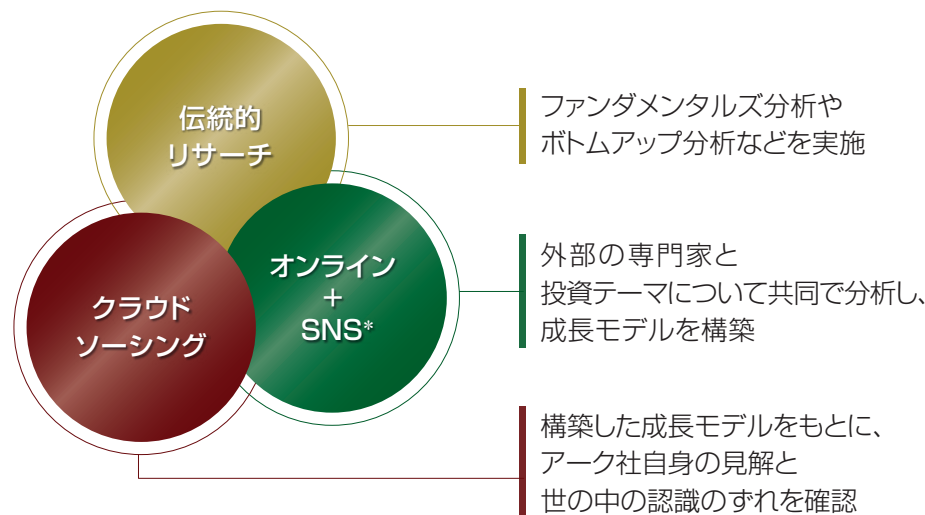 伝統的
リサーチ
ファンダメンタルズ分析や
ボトムアップ分析などを実施
オンライン
+
SNS*
外部の専門家と
投資テーマについて共同で分析し、
成長モデルを構築
クラウド
ソーシング
構築した成長モデルをもとに、
アーク社自身の見解と
世の中の認識のずれを確認